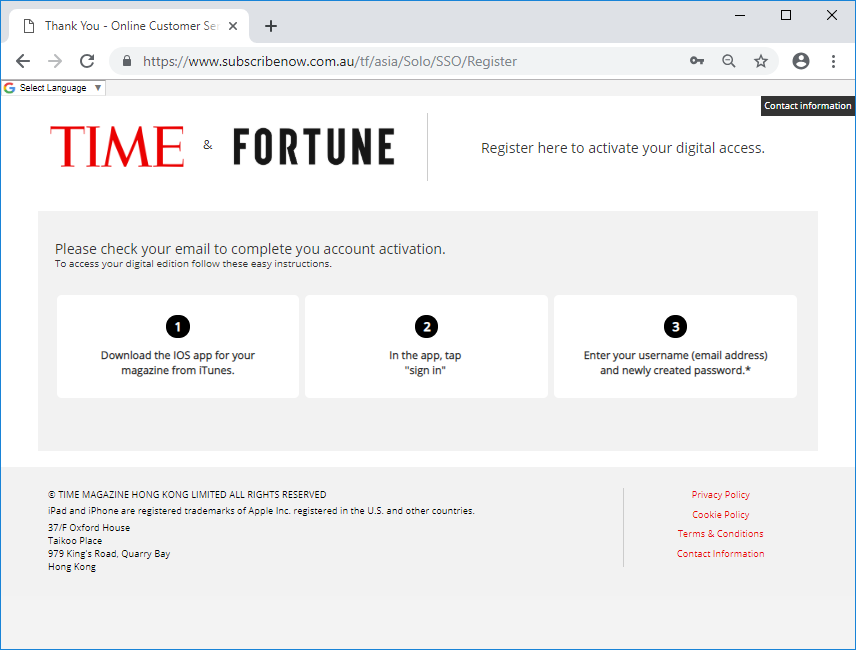 Thank You - Online Customer Ser
https://www.subscribenow.com.au/tf/asia/Solo/SSO/Register
G Select Language ▼
Contact information
TIME & FORTUNE
Register here to activate your digital access.
Please check your email to complete you account activation.
To access your digital edition follow these easy instructions.
1
Download the IOS app for your
magazine from iTunes.
2
In the app, tap
"sign in"
3
Enter your username (email address)
and newly created password.*
© TIME MAGAZINE HONG KONG LIMITED ALL RIGHTS RESERVED
iPad and iPhone are registered trademarks of Apple Inc. registered in the U.S. and other countries.
37/F Oxford House
Taikoo Place
979 King's Road, Quarry Bay
Hong Kong
Privacy Policy
Cookie Policy
Terms & Conditions
Contact Information